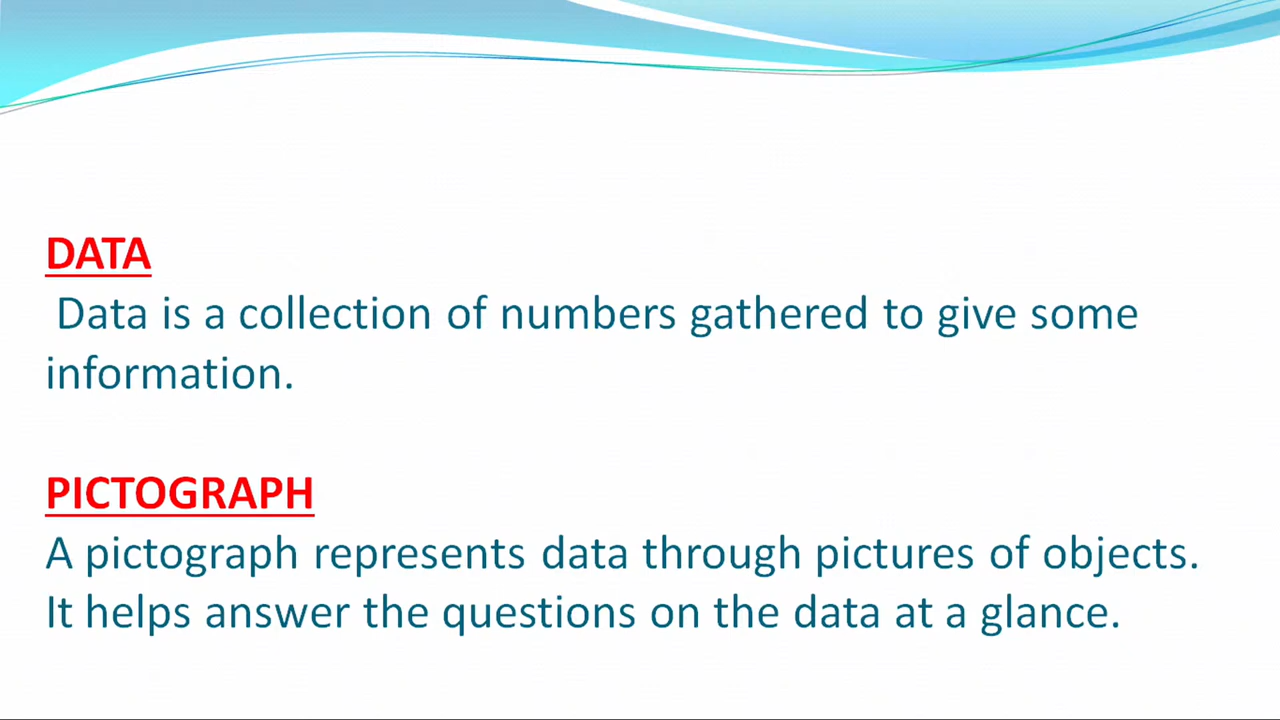 DATA
Data is a collection of numbers gathered to give some
information.
PICTOGRAPH
A pictograph represents data through pictures of objects.
It helps answer the questions on the data at a glance.